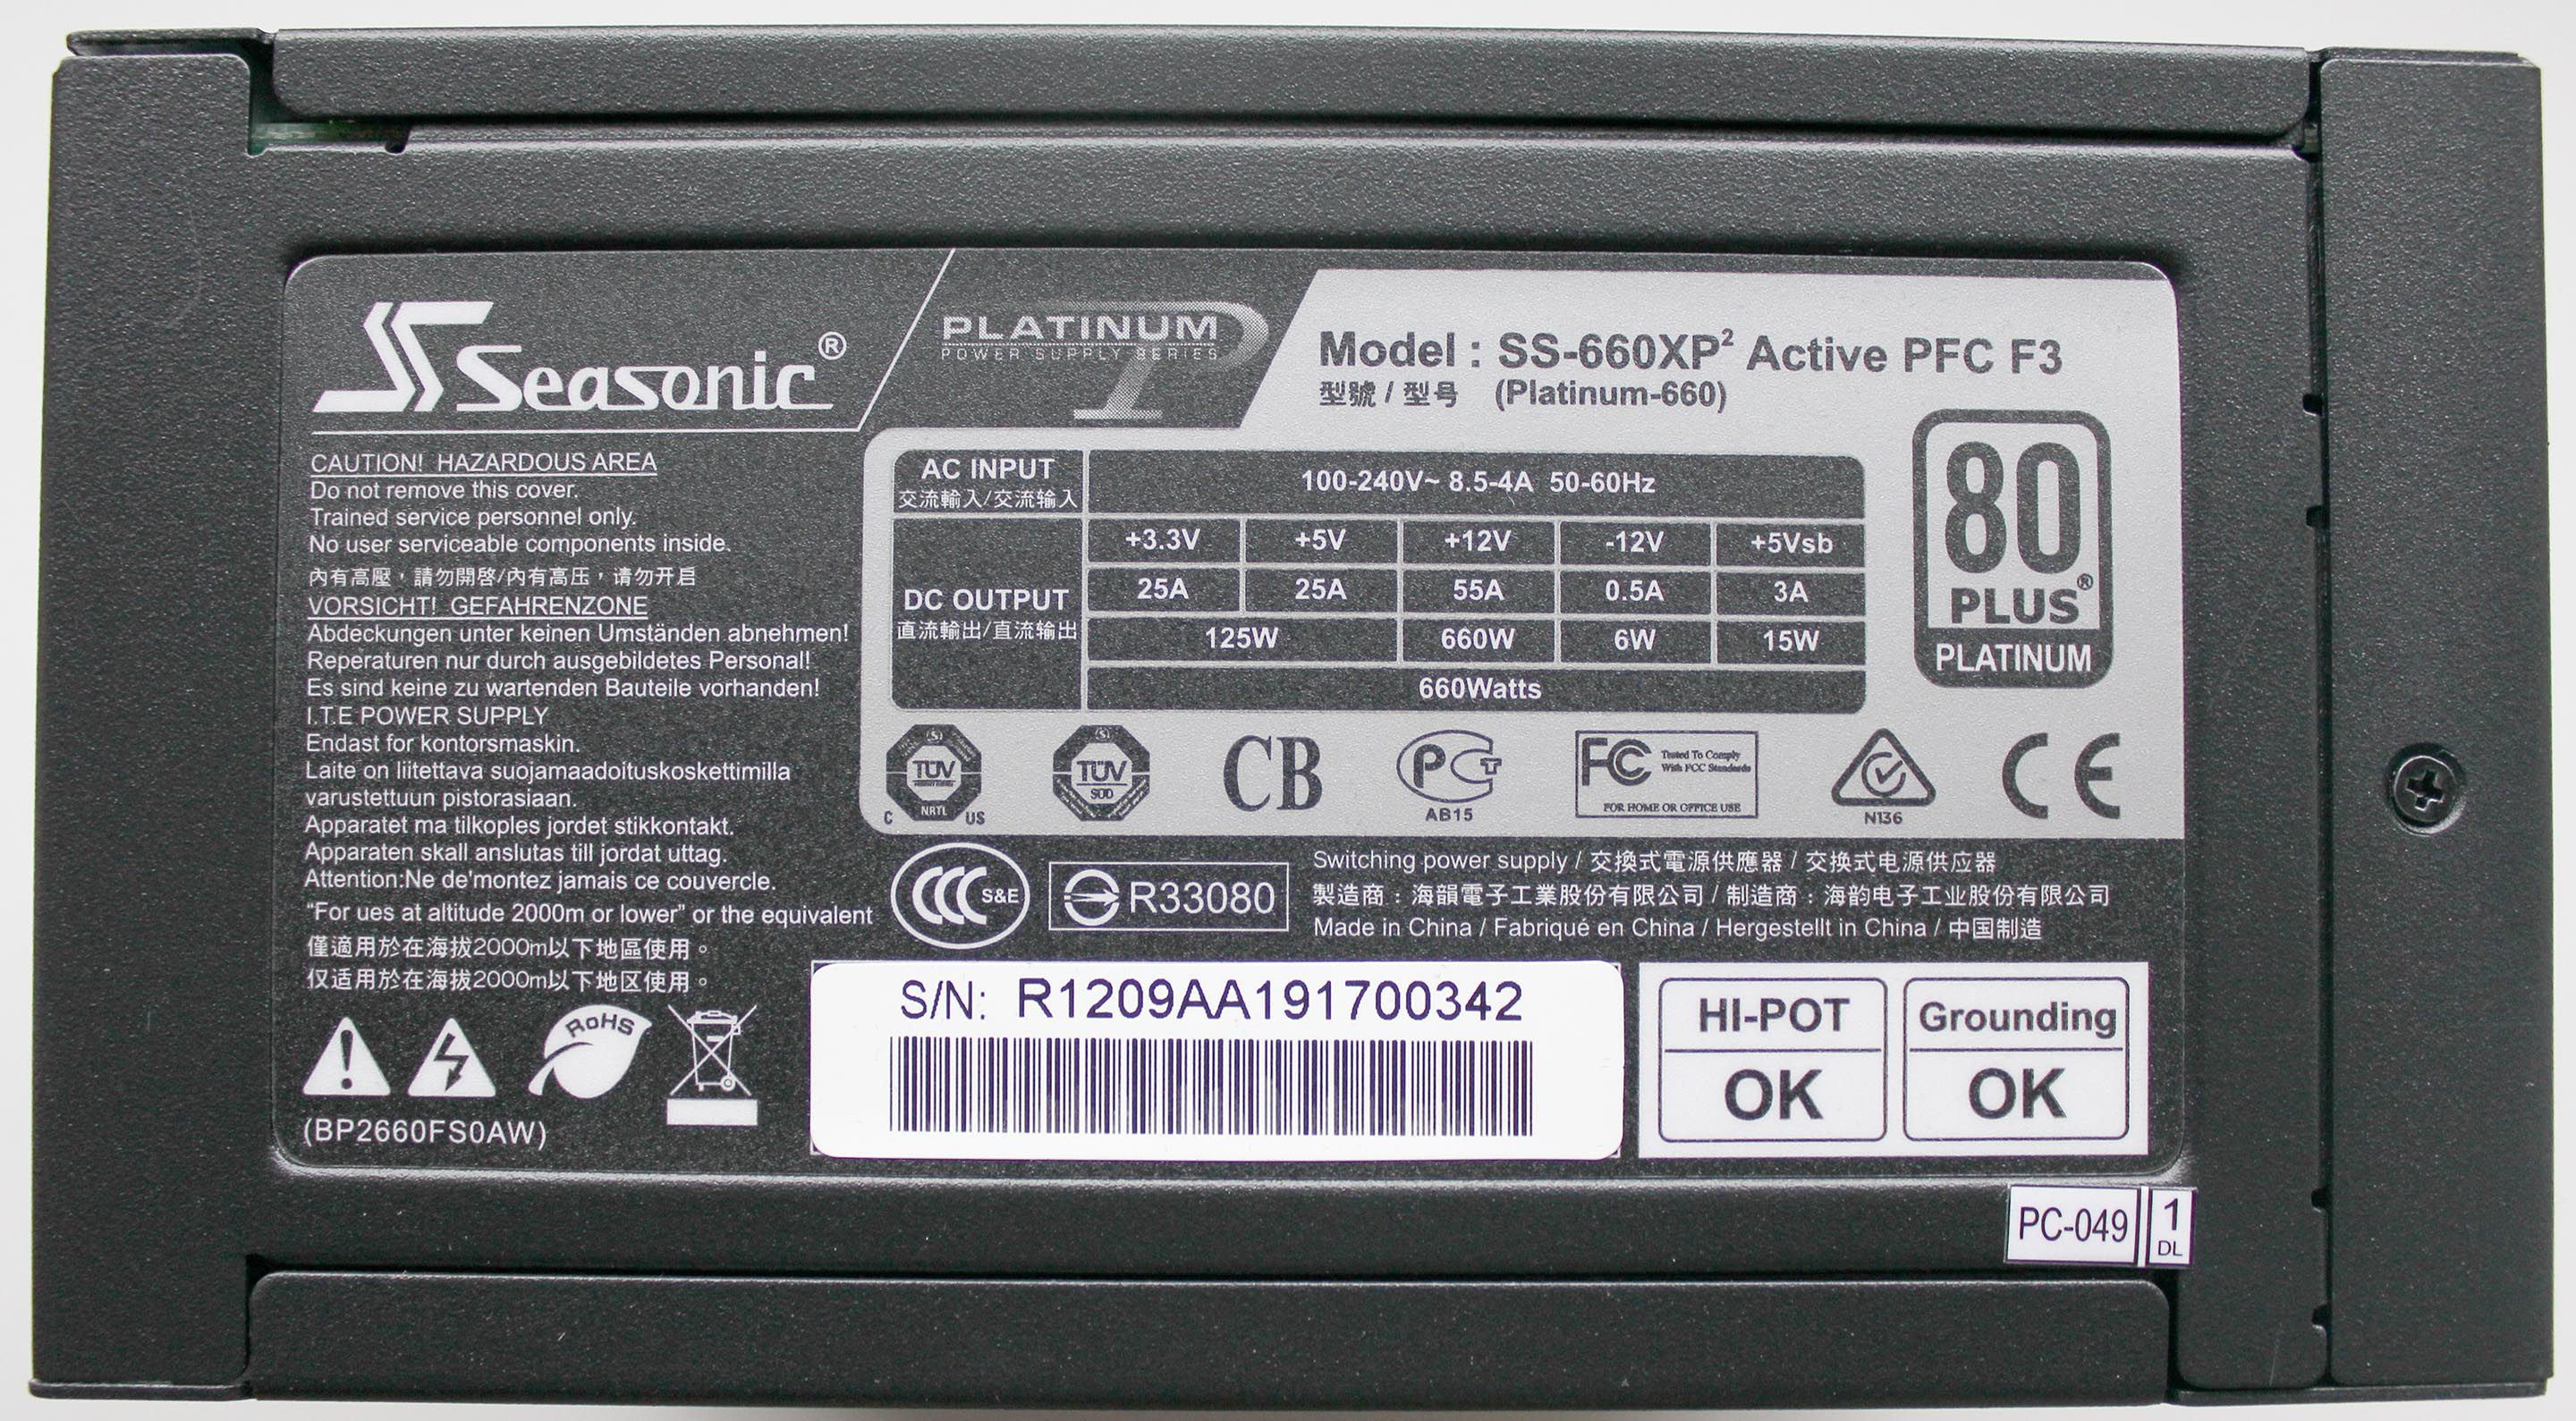 Seasonic®
PLATINUM
POWER SUPPLY SERIES
Model : SS-660XP² Active PFC F3
型號 / 型号 (Platinum-660)
CAUTION! HAZARDOUS AREA
Do not remove this cover.
Trained service personnel only.
No user serviceable components inside.
內有高壓，請勿開啓/內有高压，请勿开启
VORSICHT! GEFAHRENZONE
Abdeckungen unter keinen Umständen abnehmen!
Reperaturen nur durch ausgebildetes Personal!
Es sind keine zu wartenden Bauteile vorhanden!
I.T.E POWER SUPPLY
Endast for kontorsmaskin.
Laite on liitettava suojamaadoituskoskettimilla
varustettuun pistorasiaan.
Apparatet ma tilkoples jordet stikkontakt.
Apparaten skall anslutas till jordat uttag.
Attention:Ne de'montez jamais ce couvercle.
“For ues at altitude 2000m or lower” or the equivalent
僅適用於在海拔2000m以下地區使用。
仅适用於在海拔2000m以下地区使用。
RoHS
(BP2660FS0AW)
AC INPUT 100-240V~ 8.5-4A 50-60Hz
交流輸入/交流输入
+3.3V +5V +12V -12V +5Vsb
25A 25A 55A 0.5A 3A
DC OUTPUT
直流輸出/直流输出
125W 660W 6W 15W
660Watts
80
PLUS®
PLATINUM
TÜV
NRTL
C US
TÜV
SÜD
CB
PCT
AB15
FC Tested To Comply
With FCC Standards
FOR HOME OR OFFICE USE
N136
CE
CCC S&E
R33080
Switching power supply / 交換式電源供應器 / 交换式电源供应器
製造商：海韻電子工業股份有限公司 / 制造商：海韵电子工业股份有限公司
Made in China / Fabriqué en China / Hergestellt in China / 中国制造
S/N: R1209AA191700342
HI-POT
OK
Grounding
OK
PC-049
1
DL